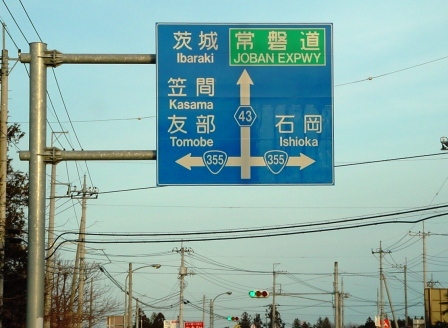 茨城 常磐道
Ibaraki JOBAN EXPWY
笠間
Kasama
43
友部 石岡
Tomobe Ishioka
355 355